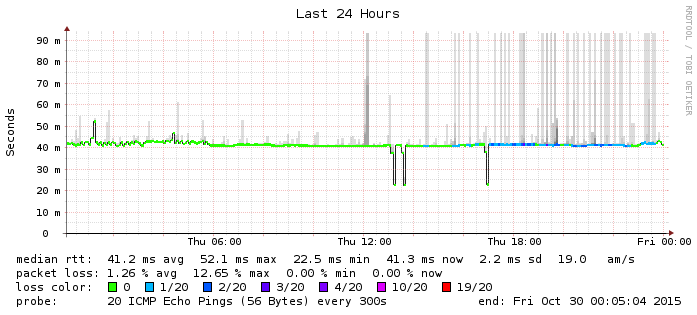 Last 24 Hours
RRDTOOL / TOBI OETIKER
Seconds
90 m
80 m
70 m
60 m
50 m
40 m
30 m
20 m
10 m
0
Thu 06:00 Thu 12:00 Thu 18:00 Fri 00:00
median rtt: 41.2 ms avg 52.1 ms max 22.5 ms min 41.3 ms now 2.2 ms sd 19.0 am/s
packet loss: 1.26 % avg 12.65 % max 0.00 % min 0.00 % now
loss color: 0 1/20 2/20 3/20 4/20 10/20 19/20
probe: 20 ICMP Echo Pings (56 Bytes) every 300s end: Fri Oct 30 00:05:04 2015